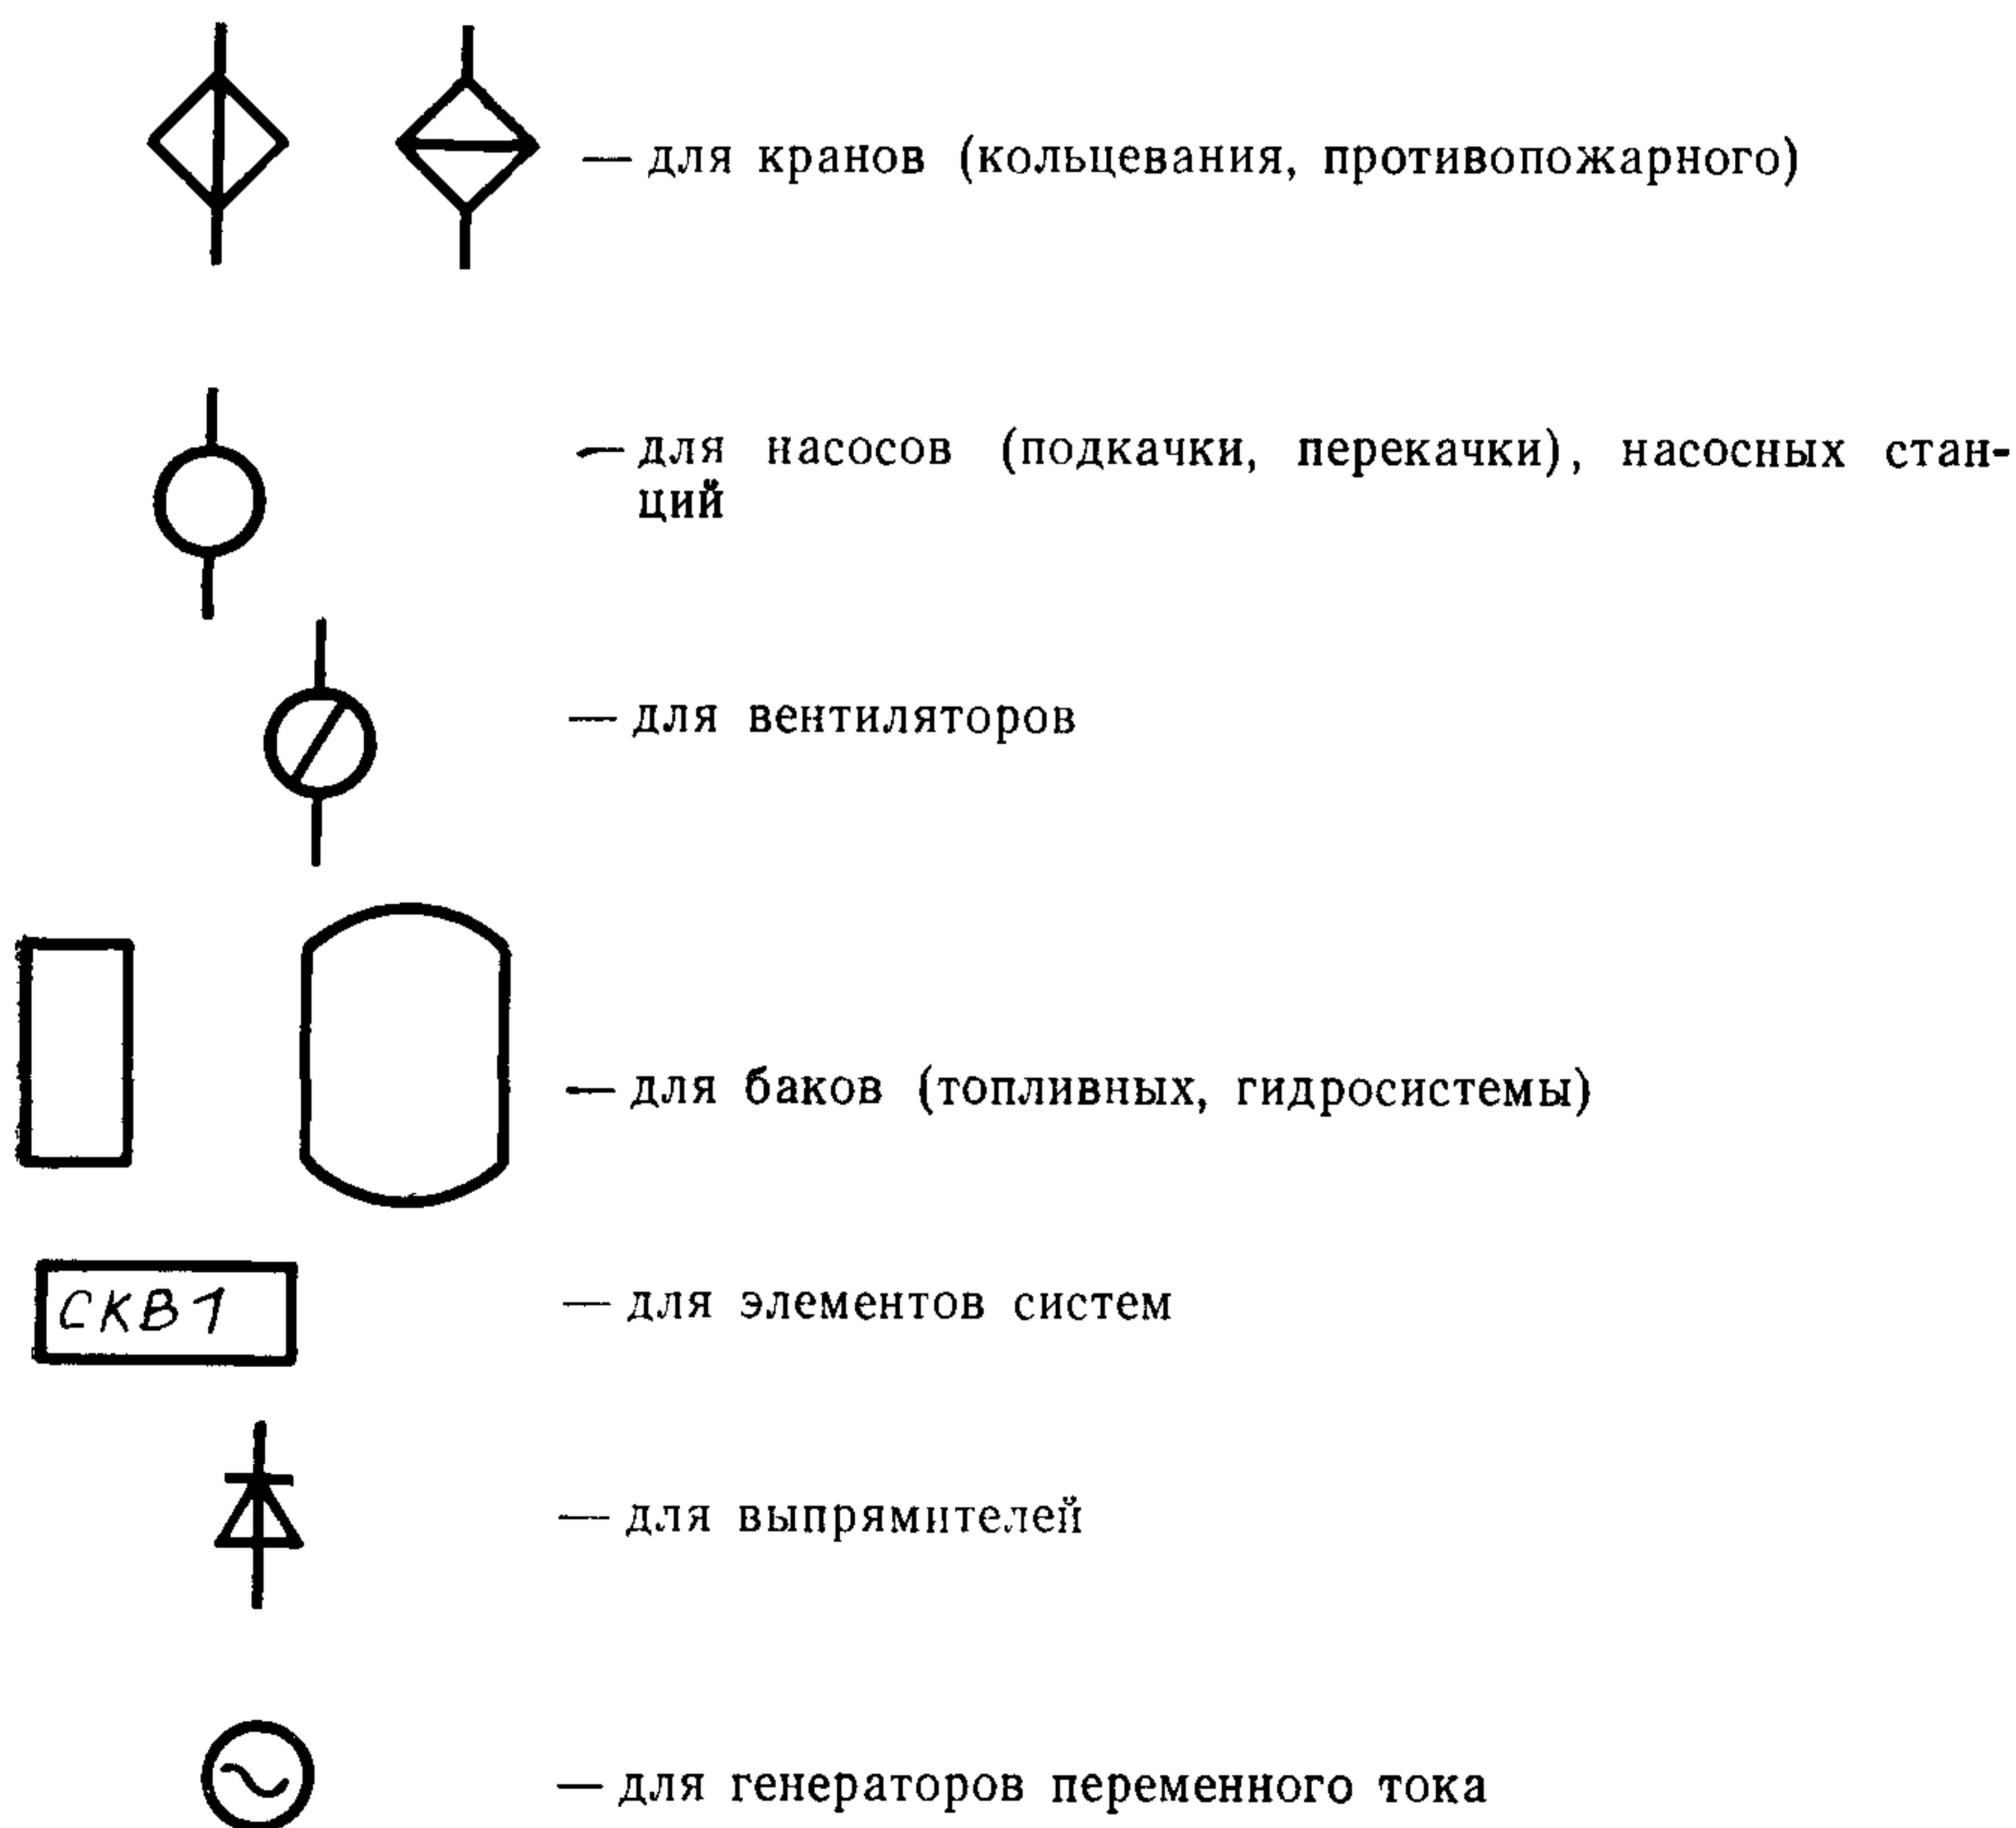 — для кранов (кольцевания, противопожарного)
— для насосов (подкачки, перекачки), насосных стан-
ций
— для вентиляторов
— для баков (топливных, гидросистемы)
СКВ1
— для элементов систем
— для выпрямителей
— для генераторов переменного тока